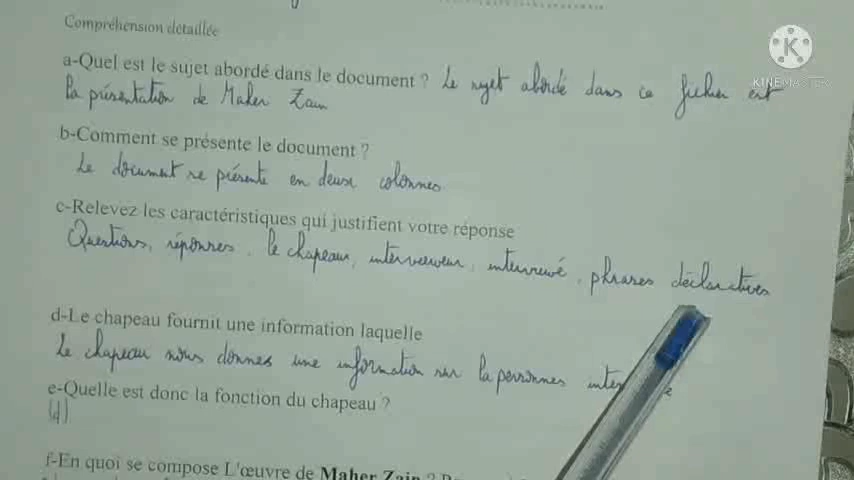 Compréhension détaillée
K
KINEMASTER
a-Quel est le sujet abordé dans le document ? Le sujet abordé dans ce fichier est
la présentation de Maher Zain
b-Comment se présente le document ?
Le document se présente en deux colonnes
c-Relevez les caractéristiques qui justifient votre réponse
Questions, réponses, le chapeau, intervieweur, interviewé, phrases déclaratives
d-Le chapeau fournit une information laquelle
Le chapeau nous donnes une information sur la personnes
e-Quelle est donc la fonction du chapeau ?
(d)
f-En quoi se compose L'œuvre de Maher Zain ?